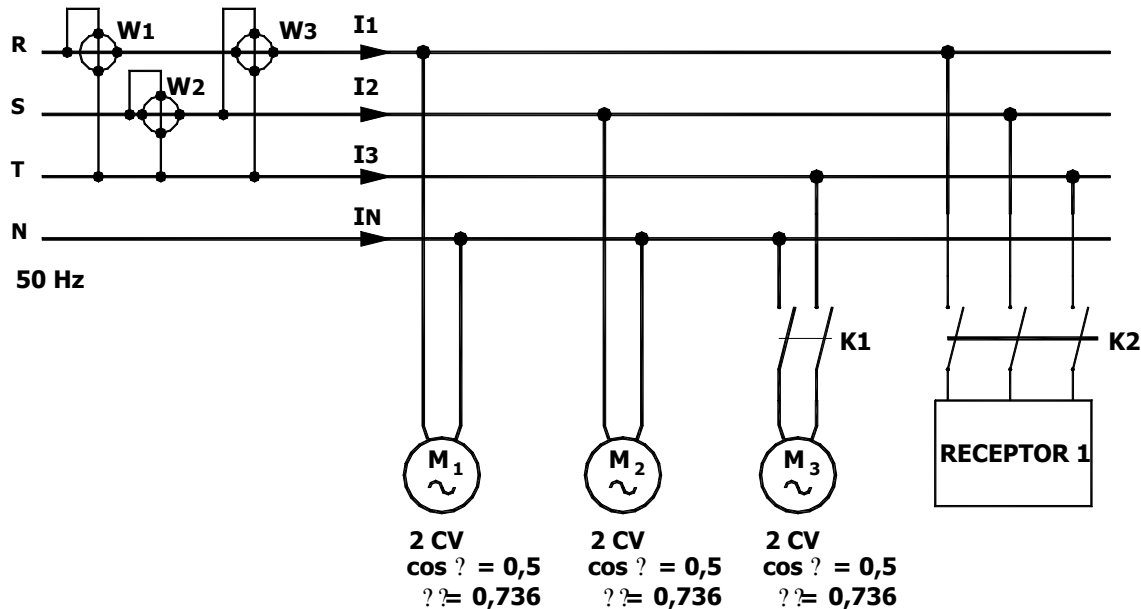 R
W1
W3
I1
S
W2
I2
T
I3
N
IN
50 Hz
K1
K2
M1
M2
M3
RECEPTOR 1
2 CV
cos ? = 0,5
??= 0,736
2 CV
cos ? = 0,5
??= 0,736
2 CV
cos ? = 0,5
??= 0,736